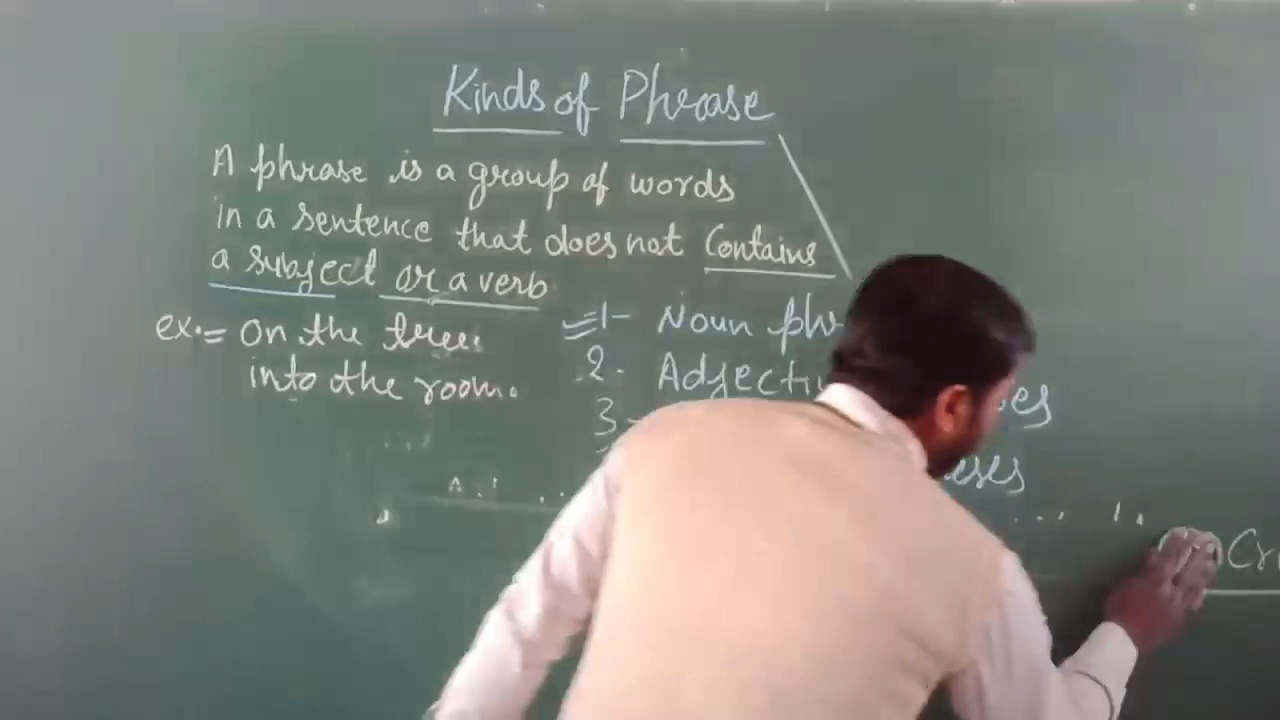 Kinds of Phrase
A phrase is a group of words
in a sentence that does not Contains
a subject or a verb
ex.= on the tree.
into the room.
1- Noun phr
2. Adjectiv
3-